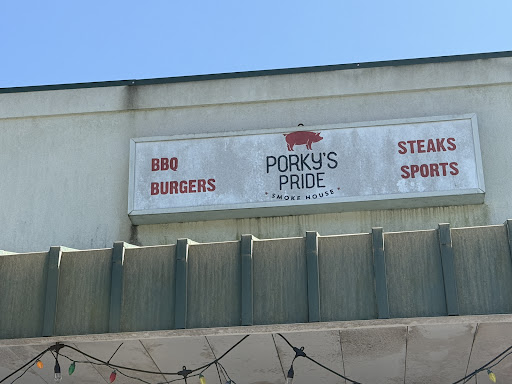 BBQ
BURGERS
PORKY'S
PRIDE
SMOKE HOUSE
STEAKS
SPORTS